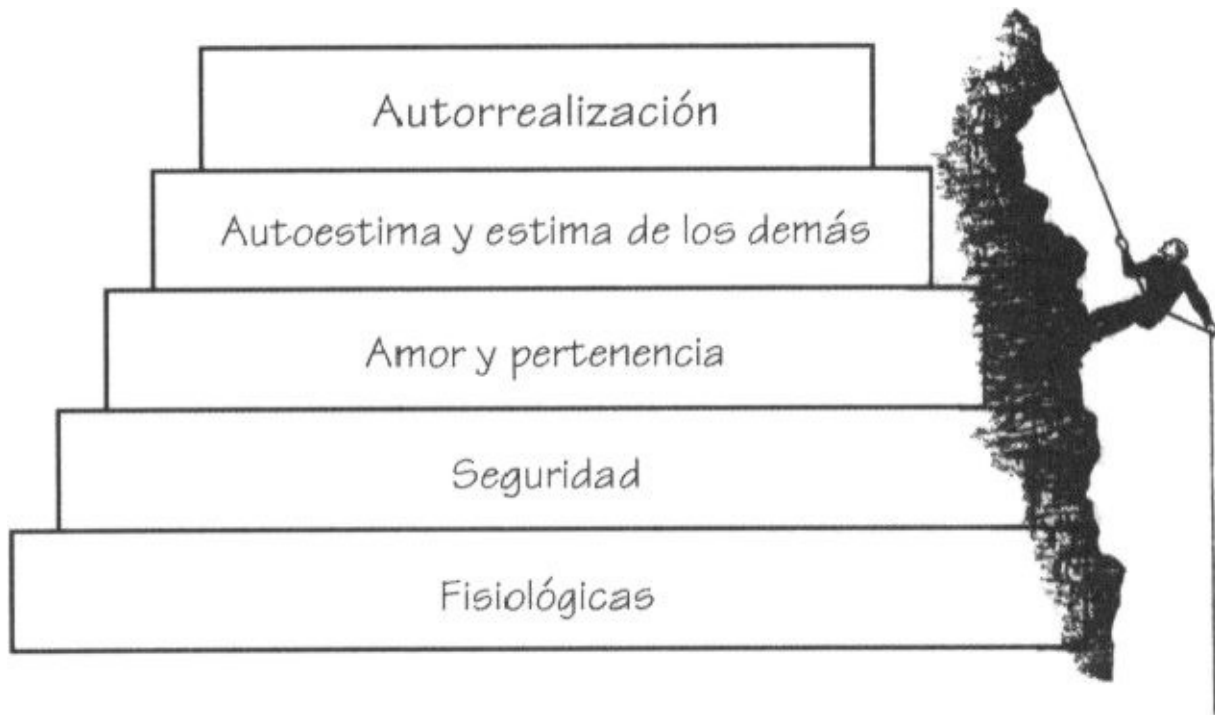 Autorrealización
Autoestima y estima de los demás
Amor y pertenencia
Seguridad
Fisiológicas